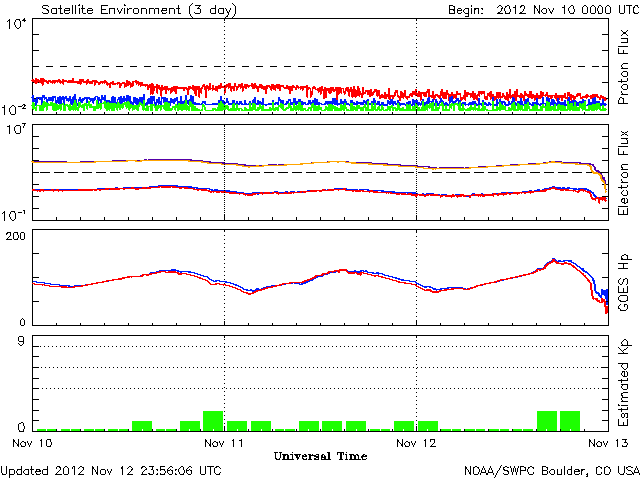 Satellite Environment (3 day) Begin: 2012 Nov 10 0000 UTC
10^4
10^-2
Proton Flux
10^7
10^-1
Electron Flux
200
0
GOES Hp
9
0
Estimated Kp
Nov 10 Nov 11 Nov 12 Nov 13
Universal Time
Updated 2012 Nov 12 23:56:06 UTC NOAA/SWPC Boulder, CO USA